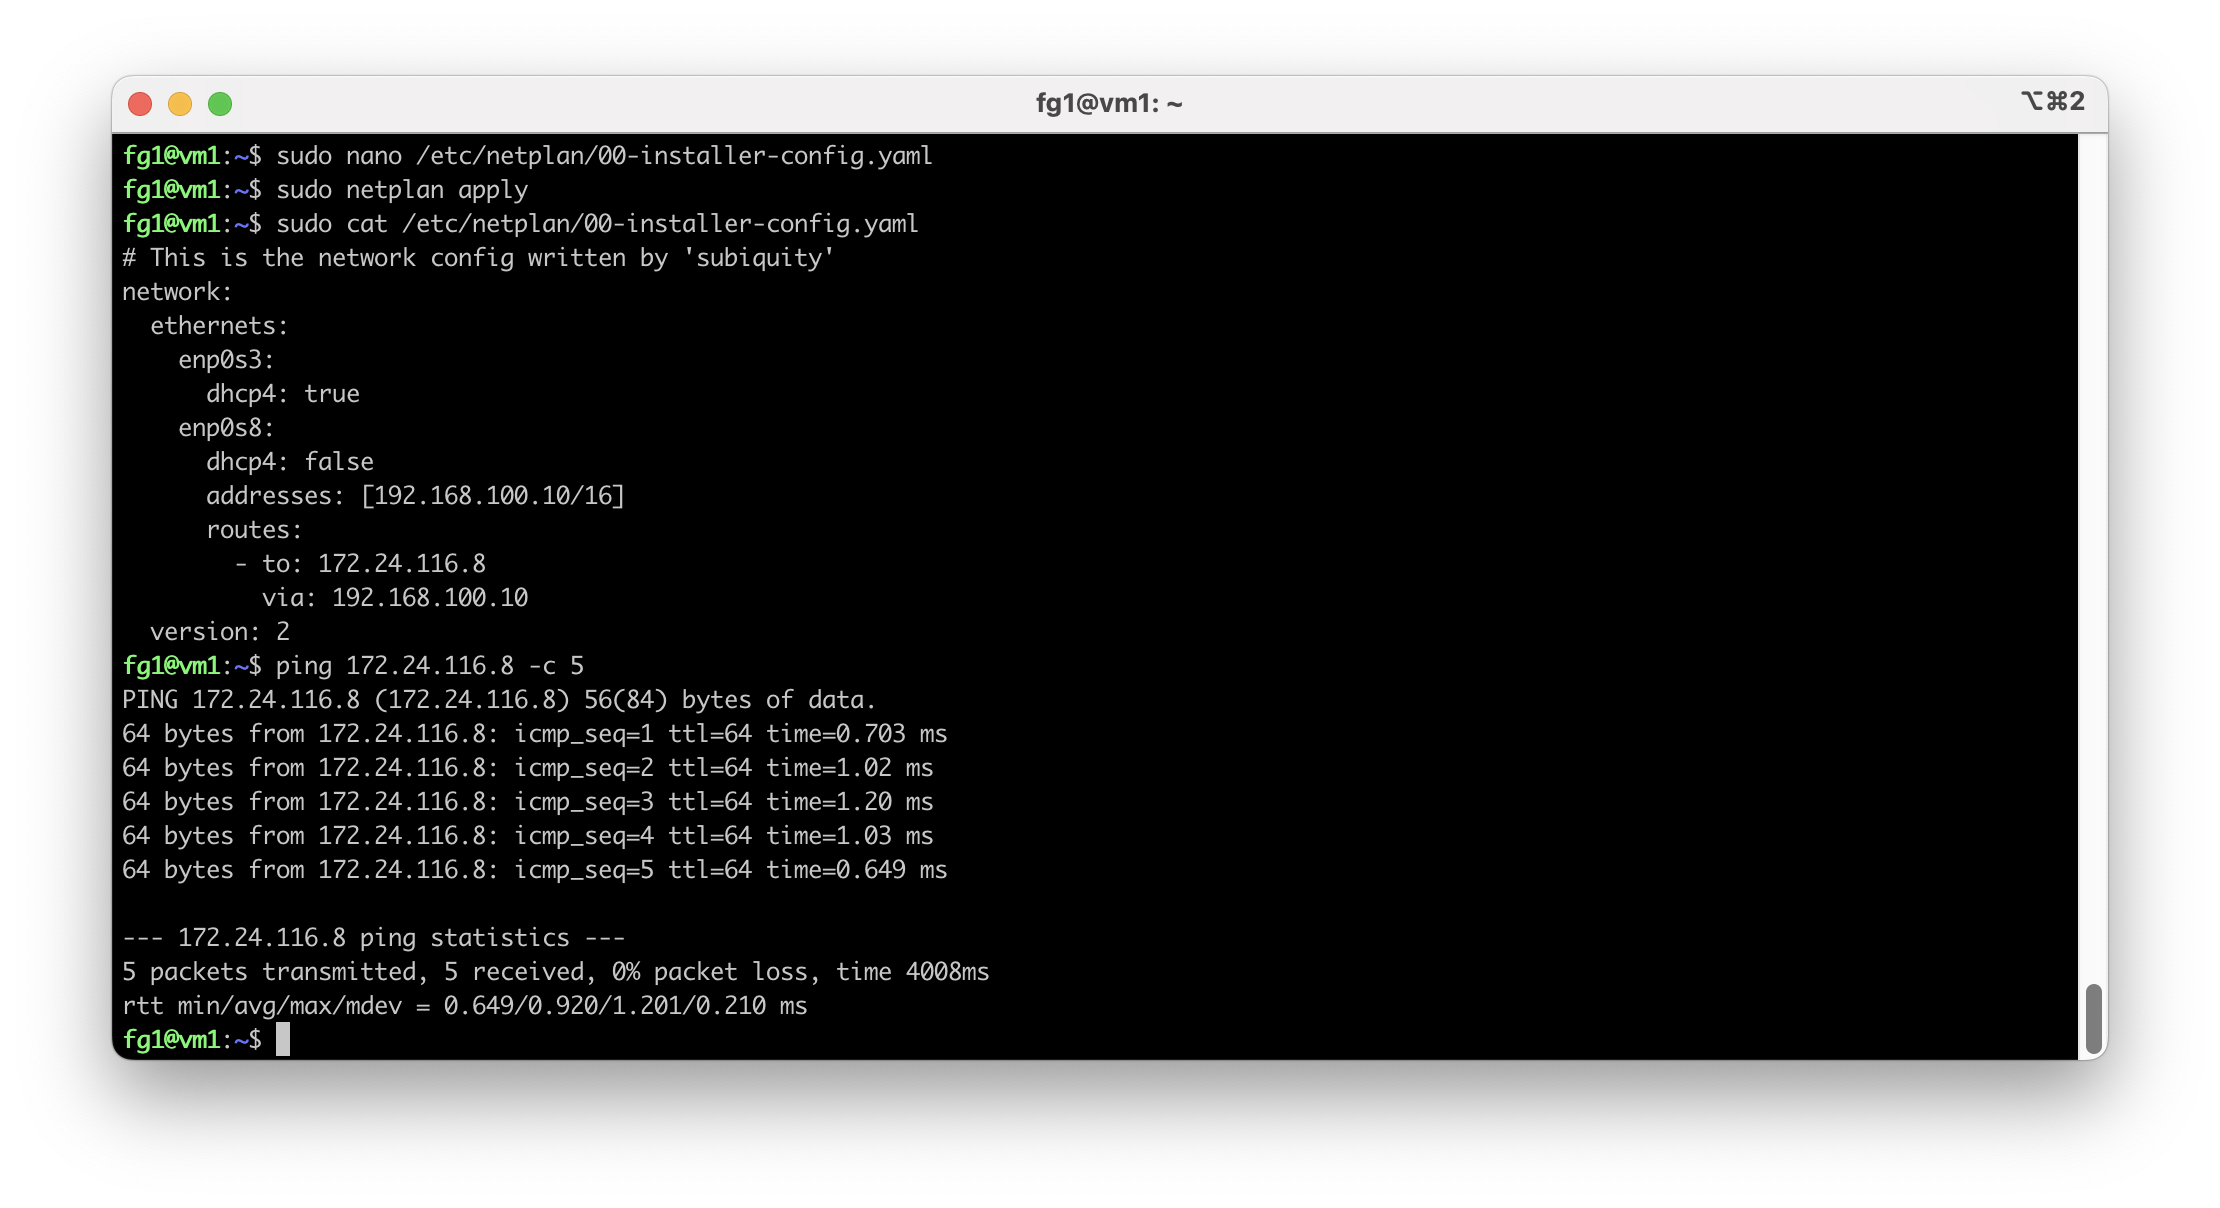 fg1@vm1: ~
⌥⌘2
fg1@vm1:~$ sudo nano /etc/netplan/00-installer-config.yaml
fg1@vm1:~$ sudo netplan apply
fg1@vm1:~$ sudo cat /etc/netplan/00-installer-config.yaml
# This is the network config written by 'subiquity'
network:
  ethernets:
    enp0s3:
      dhcp4: true
    enp0s8:
      dhcp4: false
      addresses: [192.168.100.10/16]
      routes:
        - to: 172.24.116.8
          via: 192.168.100.10
  version: 2
fg1@vm1:~$ ping 172.24.116.8 -c 5
PING 172.24.116.8 (172.24.116.8) 56(84) bytes of data.
64 bytes from 172.24.116.8: icmp_seq=1 ttl=64 time=0.703 ms
64 bytes from 172.24.116.8: icmp_seq=2 ttl=64 time=1.02 ms
64 bytes from 172.24.116.8: icmp_seq=3 ttl=64 time=1.20 ms
64 bytes from 172.24.116.8: icmp_seq=4 ttl=64 time=1.03 ms
64 bytes from 172.24.116.8: icmp_seq=5 ttl=64 time=0.649 ms

--- 172.24.116.8 ping statistics ---
5 packets transmitted, 5 received, 0% packet loss, time 4008ms
rtt min/avg/max/mdev = 0.649/0.920/1.201/0.210 ms
fg1@vm1:~$